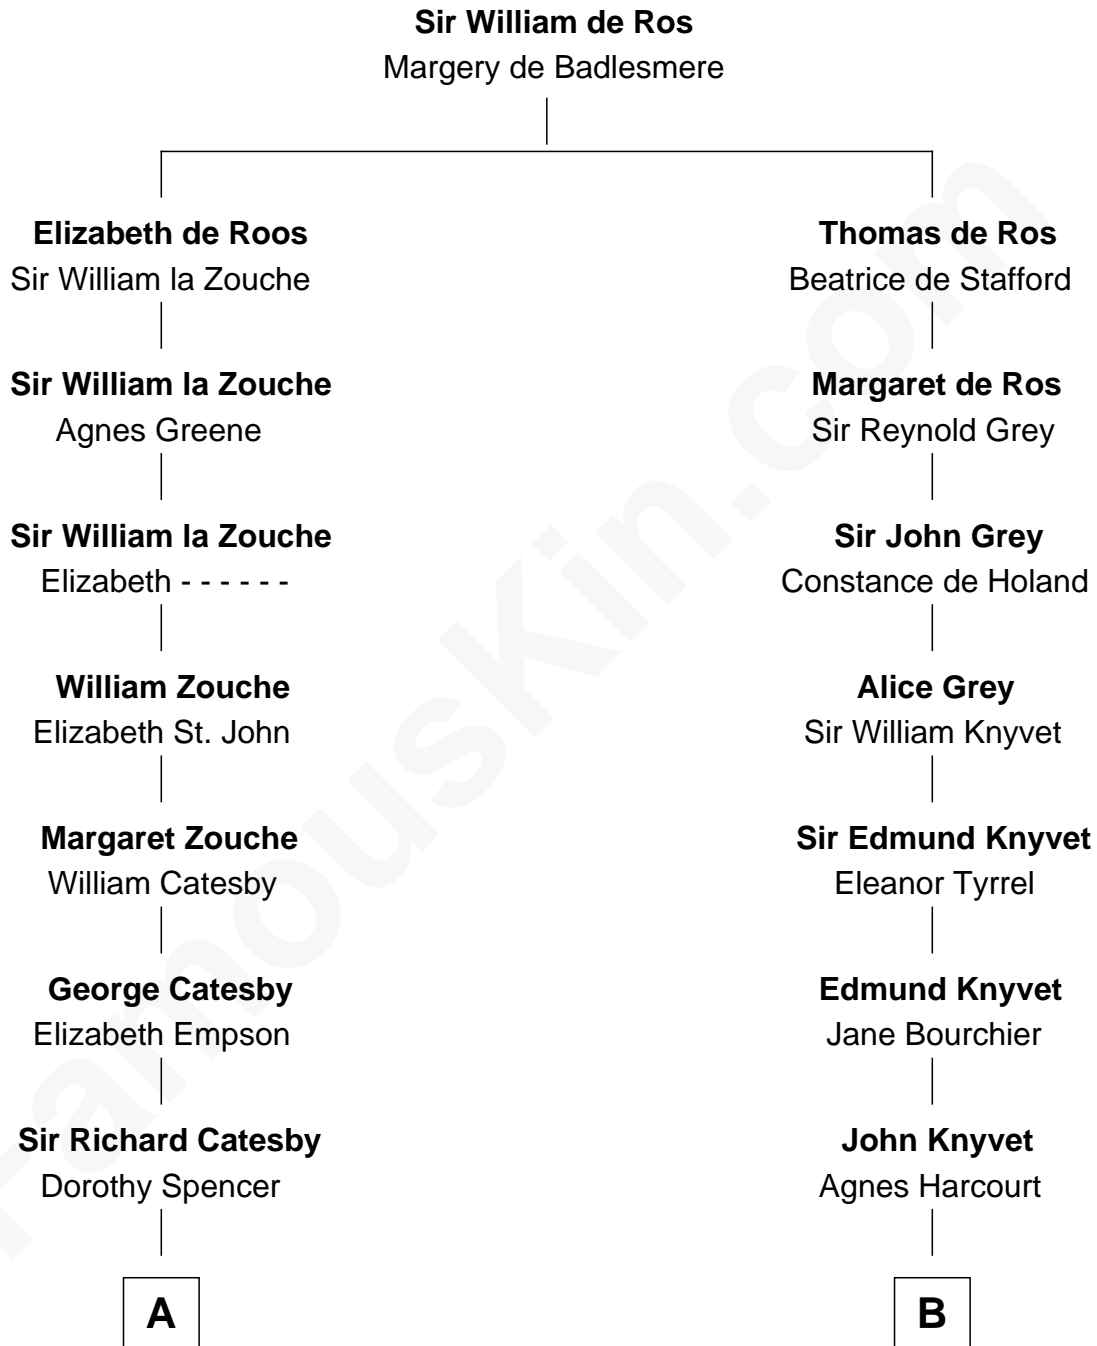 Sir William de Ros
Margery de Badlesmere
Elizabeth de Roos
Sir William la Zouche
Thomas de Ros
Beatrice de Stafford
Sir William la Zouche
Agnes Greene
Margaret de Ros
Sir Reynold Grey
Sir William la Zouche
Elizabeth - - - - - -
Sir John Grey
Constance de Holand
William Zouche
Elizabeth St. John
Alice Grey
Sir William Knyvet
Margaret Zouche
William Catesby
Sir Edmund Knyvet
Eleanor Tyrrel
George Catesby
Elizabeth Empson
Edmund Knyvet
Jane Bourchier
Sir Richard Catesby
Dorothy Spencer
John Knyvet
Agnes Harcourt
A
B
FamousKin.com